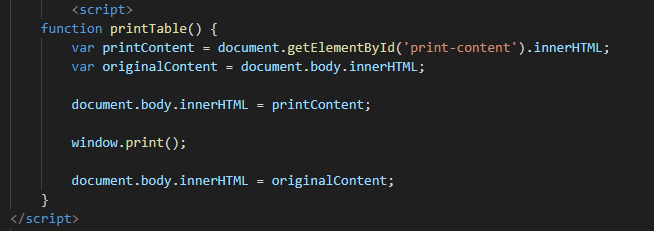 <script>
function printTable() {
var printContent = document.getElementById('print-content').innerHTML;
var originalContent = document.body.innerHTML;
document.body.innerHTML = printContent;
window.print();
document.body.innerHTML = originalContent;
}
</script>